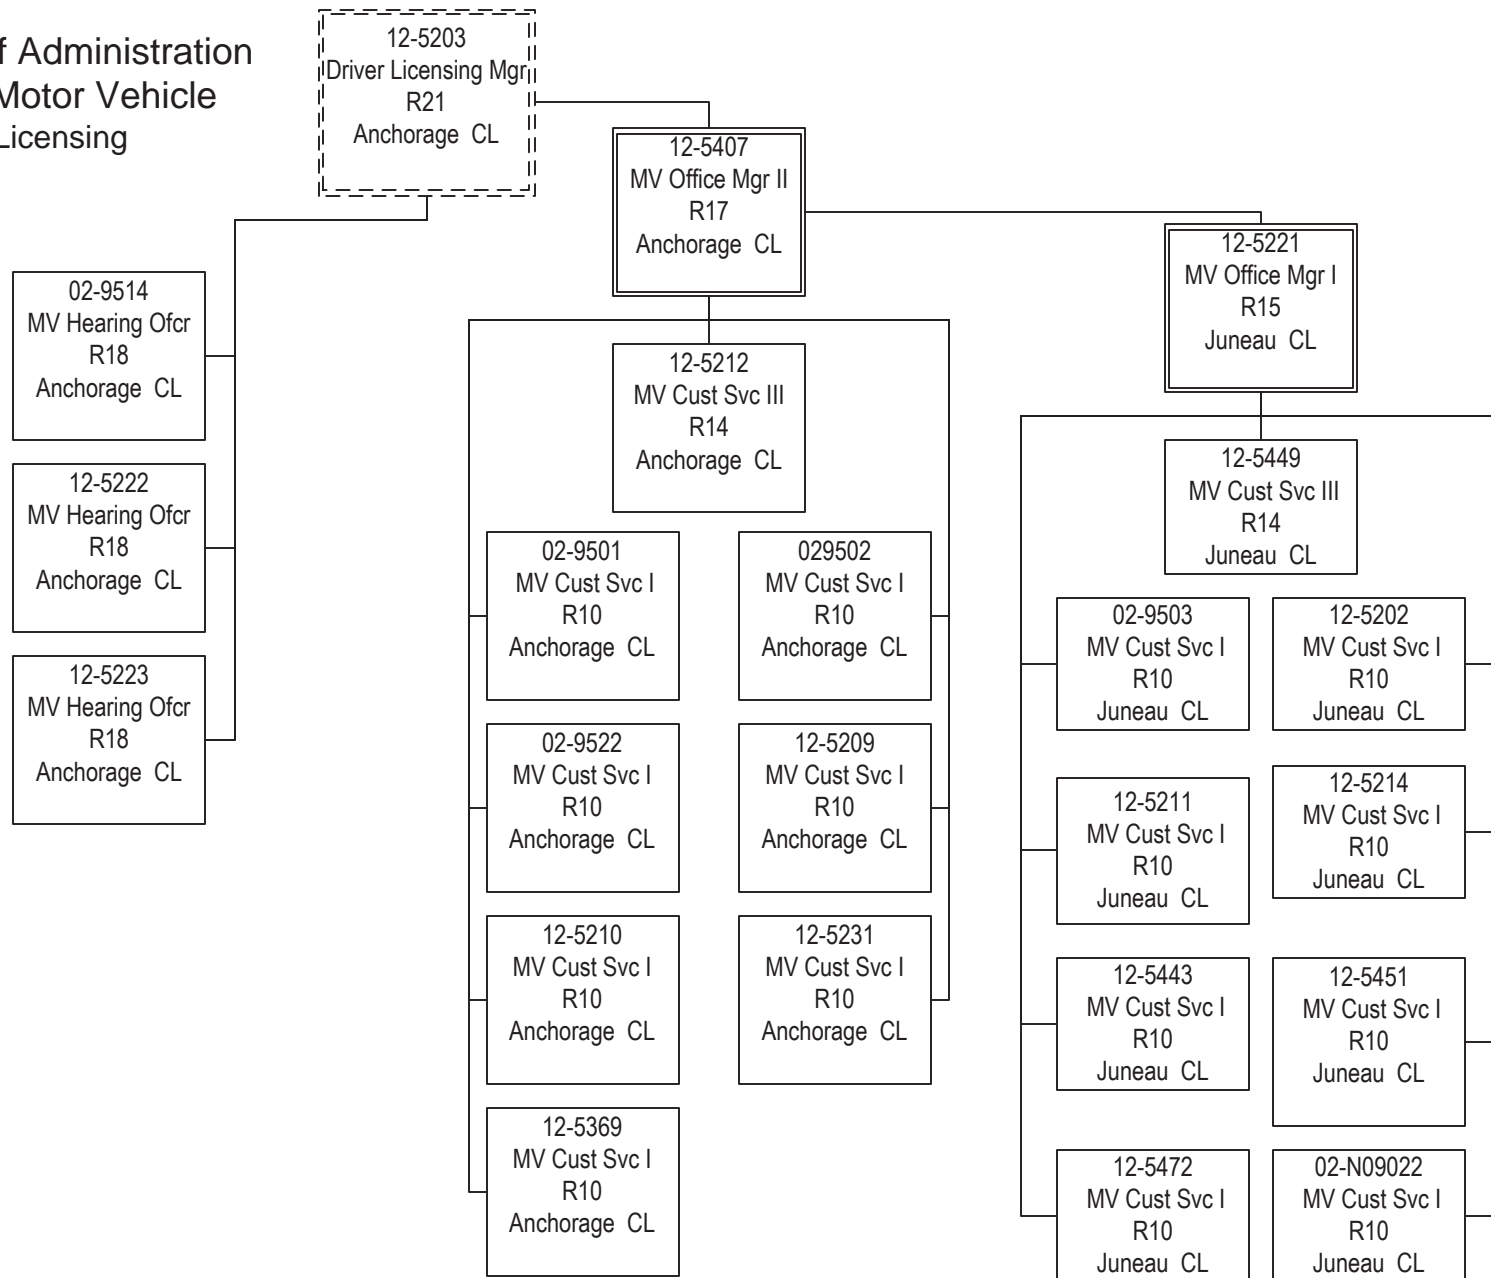 f Administration
Motor Vehicle
Licensing
12-5203
Driver Licensing Mgr
R21
Anchorage CL
12-5407
MV Office Mgr II
R17
Anchorage CL
12-5221
MV Office Mgr I
R15
Juneau CL
02-9514
MV Hearing Ofcr
R18
Anchorage CL
12-5222
MV Hearing Ofcr
R18
Anchorage CL
12-5223
MV Hearing Ofcr
R18
Anchorage CL
12-5212
MV Cust Svc III
R14
Anchorage CL
02-9501
MV Cust Svc I
R10
Anchorage CL
029502
MV Cust Svc I
R10
Anchorage CL
02-9522
MV Cust Svc I
R10
Anchorage CL
12-5209
MV Cust Svc I
R10
Anchorage CL
12-5210
MV Cust Svc I
R10
Anchorage CL
12-5231
MV Cust Svc I
R10
Anchorage CL
12-5369
MV Cust Svc I
R10
Anchorage CL
12-5449
MV Cust Svc III
R14
Juneau CL
02-9503
MV Cust Svc I
R10
Juneau CL
12-5202
MV Cust Svc I
R10
Juneau CL
12-5211
MV Cust Svc I
R10
Juneau CL
12-5214
MV Cust Svc I
R10
Juneau CL
12-5443
MV Cust Svc I
R10
Juneau CL
12-5451
MV Cust Svc I
R10
Juneau CL
12-5472
MV Cust Svc I
R10
Juneau CL
02-N09022
MV Cust Svc I
R10
Juneau CL